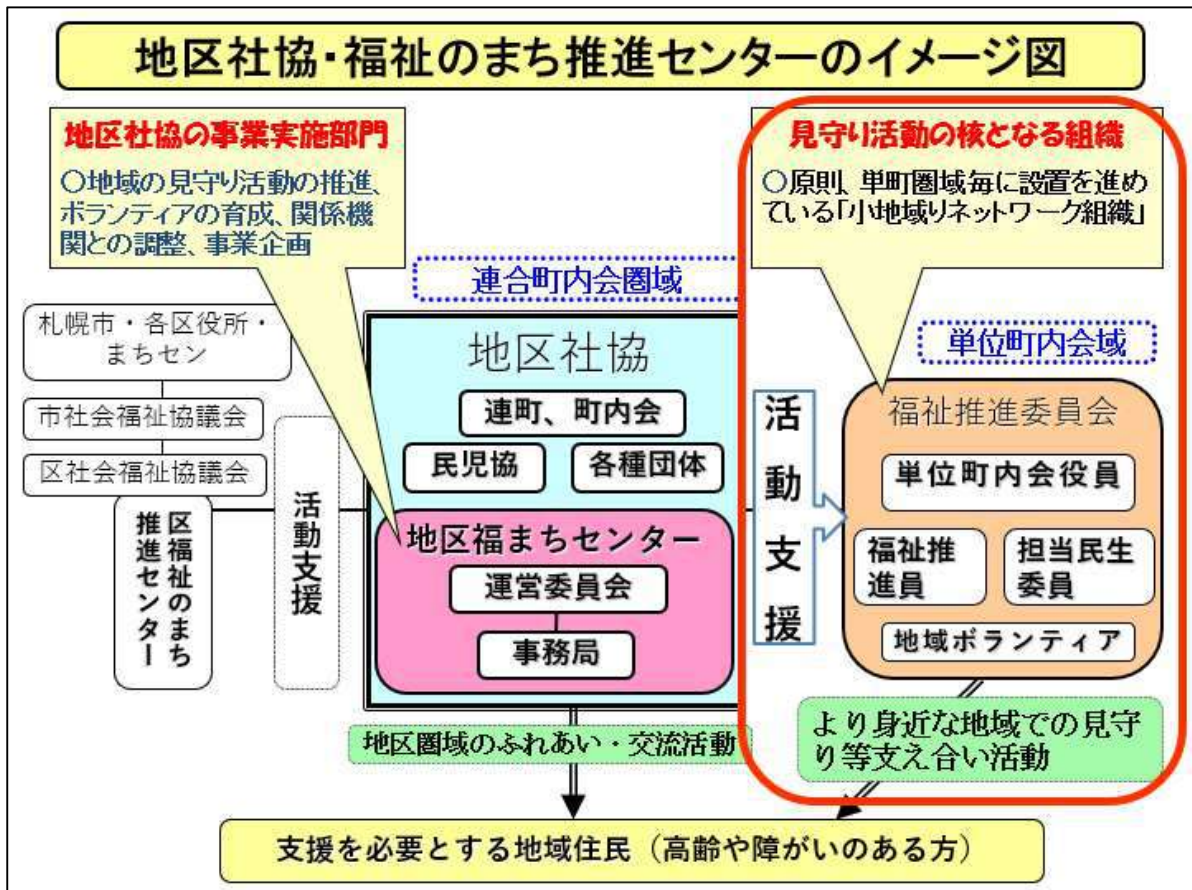 地区社協・福祉のまち推進センターのイメージ図
地区社協の事業実施部門
○地域の見守り活動の推進、
ボランティアの育成、関係機
関との調整、事業企画
見守り活動の核となる組織
○原則、単町圏域毎に設置を進め
ている「小地域りネットワーク組織」
連合町内会圏域
単位町内会域
札幌市・各区役所・
まちセン
市社会福祉協議会
区社会福祉協議会
区福祉のまち
推進センター
活動支援
地区社協
連町、町内会
民児協
各種団体
地区福まちセンター
運営委員会
事務局
活動支援
福祉推進委員会
単位町内会役員
福祉推
進員
担当民生
委員
地域ボランティア
地区圏域のふれあい・交流活動
より身近な地域での見守
り等支え合い活動
支援を必要とする地域住民（高齢や障がいのある方）